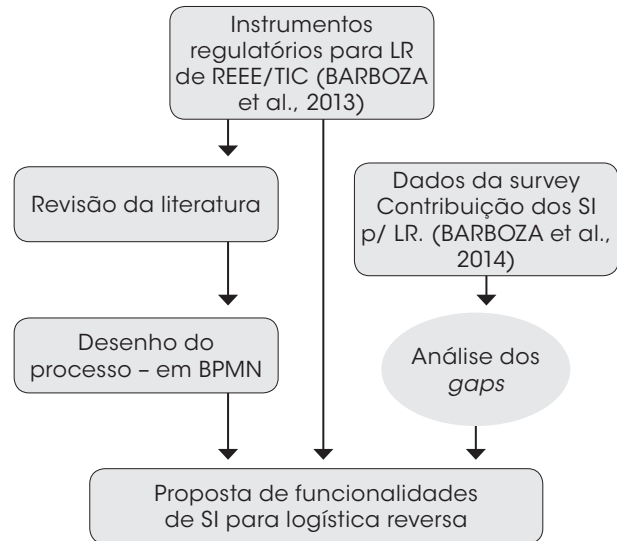 Instrumentos
regulatórios para LR
de REEE/TIC (BARBOZA
et al., 2013)
Revisão da literatura
Dados da survey
Contribuição dos SI
p/ LR. (BARBOZA et al.,
2014)
Desenho do
processo – em BPMN
Análise dos
gaps
Proposta de funcionalidades
de SI para logística reversa